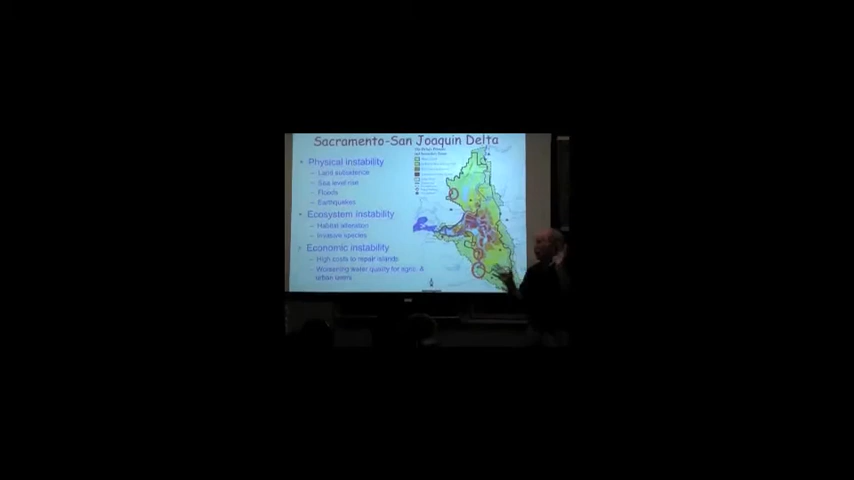 Sacramento-San Joaquin Delta
• Physical instability
– Land subsidence
– Sea level rise
– Floods
– Earthquakes
• Ecosystem instability
– Habitat alteration
– Invasive species
• Economic instability
– High costs to repair islands
– Worsening water quality for agric. &
urban users